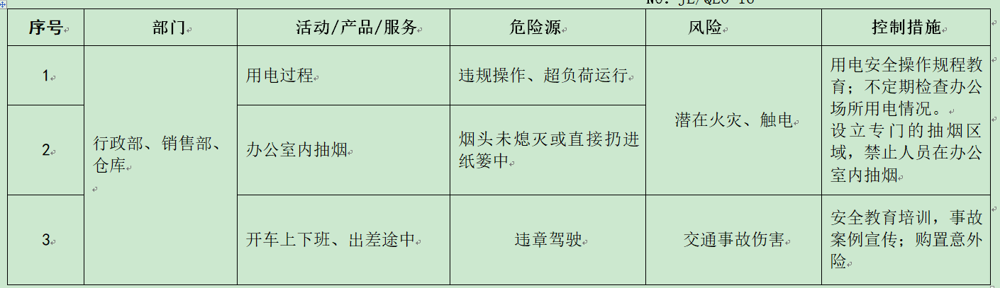 序号 部门 活动/产品/服务 危险源 风险 控制措施
1 用电过程 违规操作、超负荷运行
用电安全操作规程教
育；不定期检查办公
场所用电情况。
潜在火灾、触电
2
行政部、销售部、
仓库
办公室内抽烟
烟头未熄灭或直接扔进
纸篓中
设立专门的抽烟区
域，禁止人员在办公
室内抽烟
3 开车上下班、出差途中 违章驾驶 交通事故伤害
安全教育培训，事故
案例宣传；购置意外
险